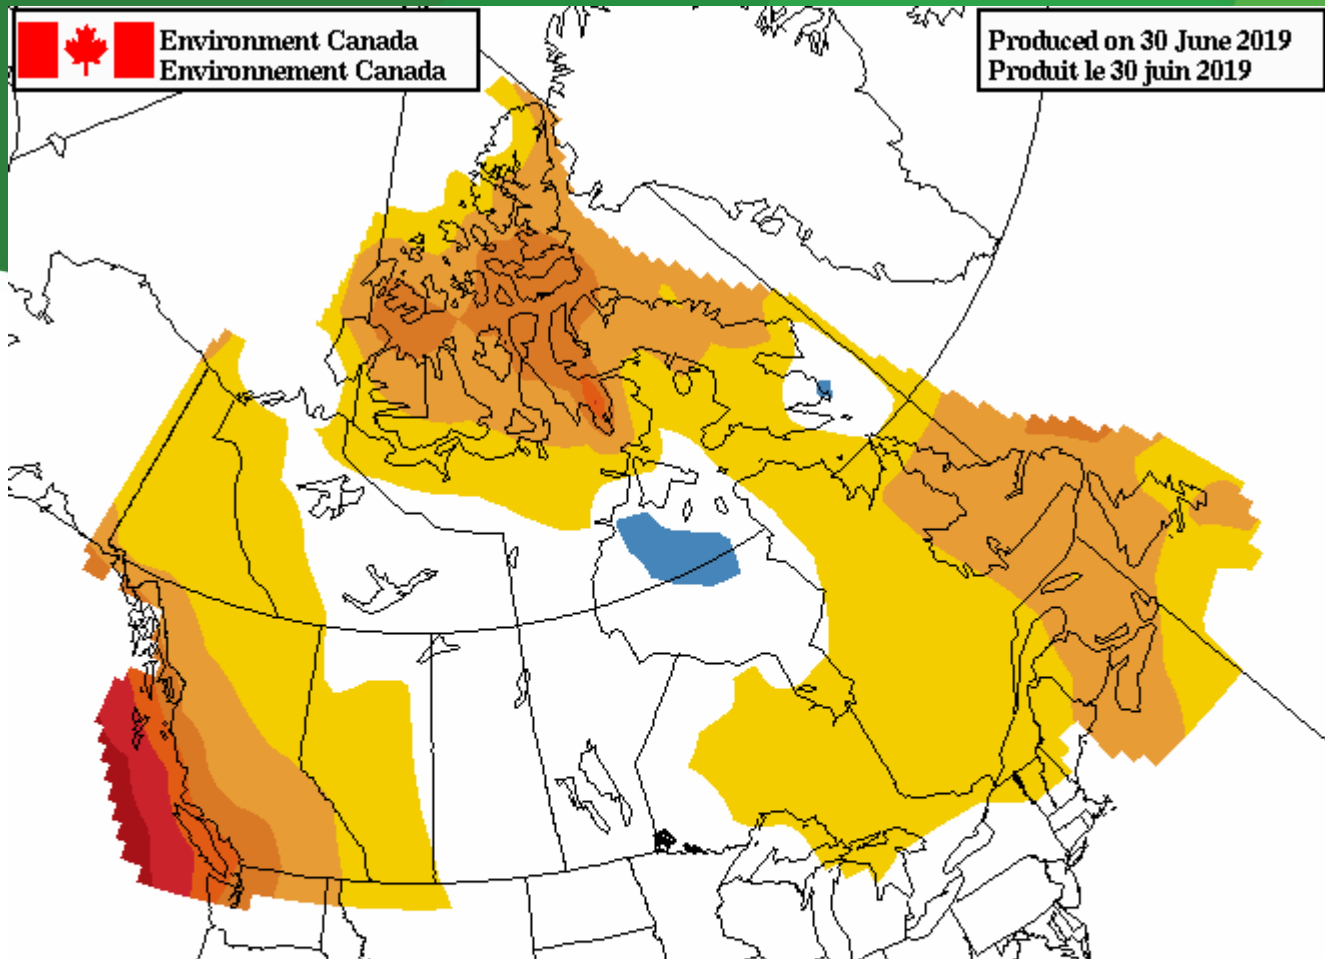 Environment Canada
Environnement Canada
Produced on 30 June 2019
Produit le 30 juin 2019